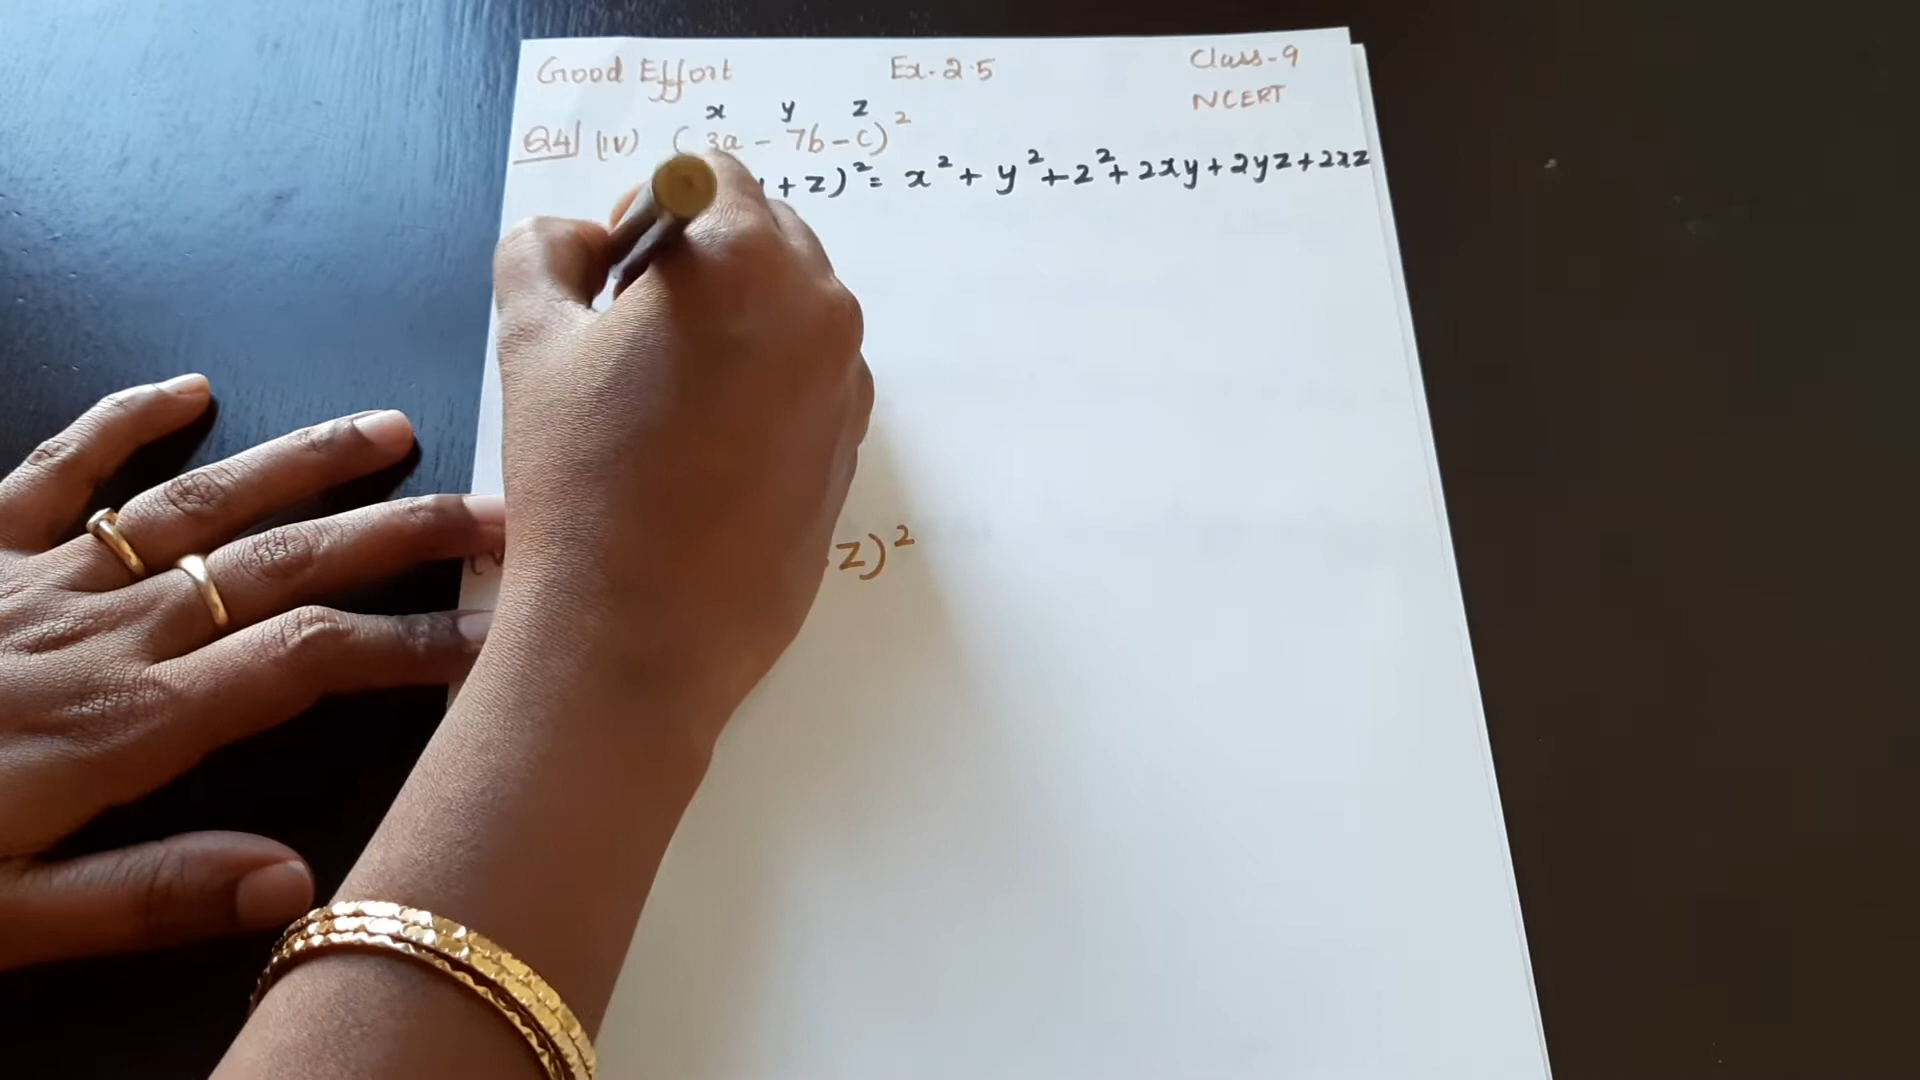 Good Effort Ex. 2.5 Class-9
NCERT
x y z
Q4 (iv) (3a - 7b - c)²
+ z)² = x² + y² + z² + 2xy + 2yz + 2xz
z)²